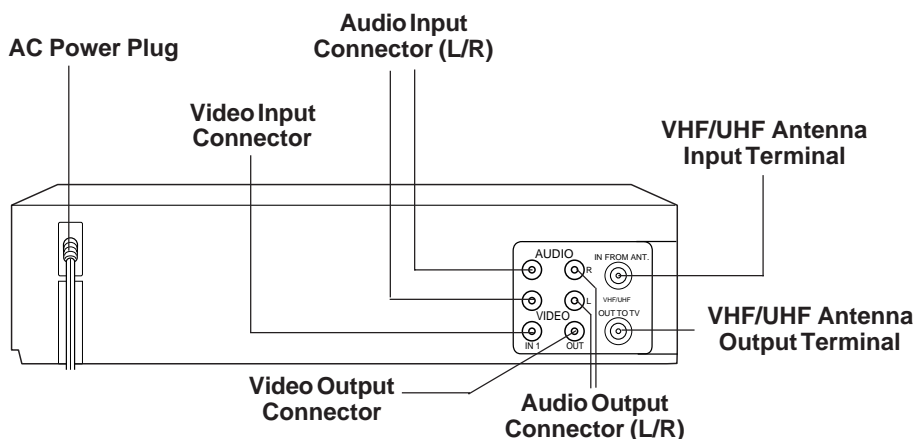 Audio Input
Connector (L/R)
AC Power Plug
Video Input
Connector
VHF/UHF Antenna
Input Terminal
AUDIO
IN FROM ANT.
R
L
VHF/UHF
VIDEO
OUT TO TV
IN 1
OUT
VHF/UHF Antenna
Output Terminal
Video Output
Connector
Audio Output
Connector (L/R)